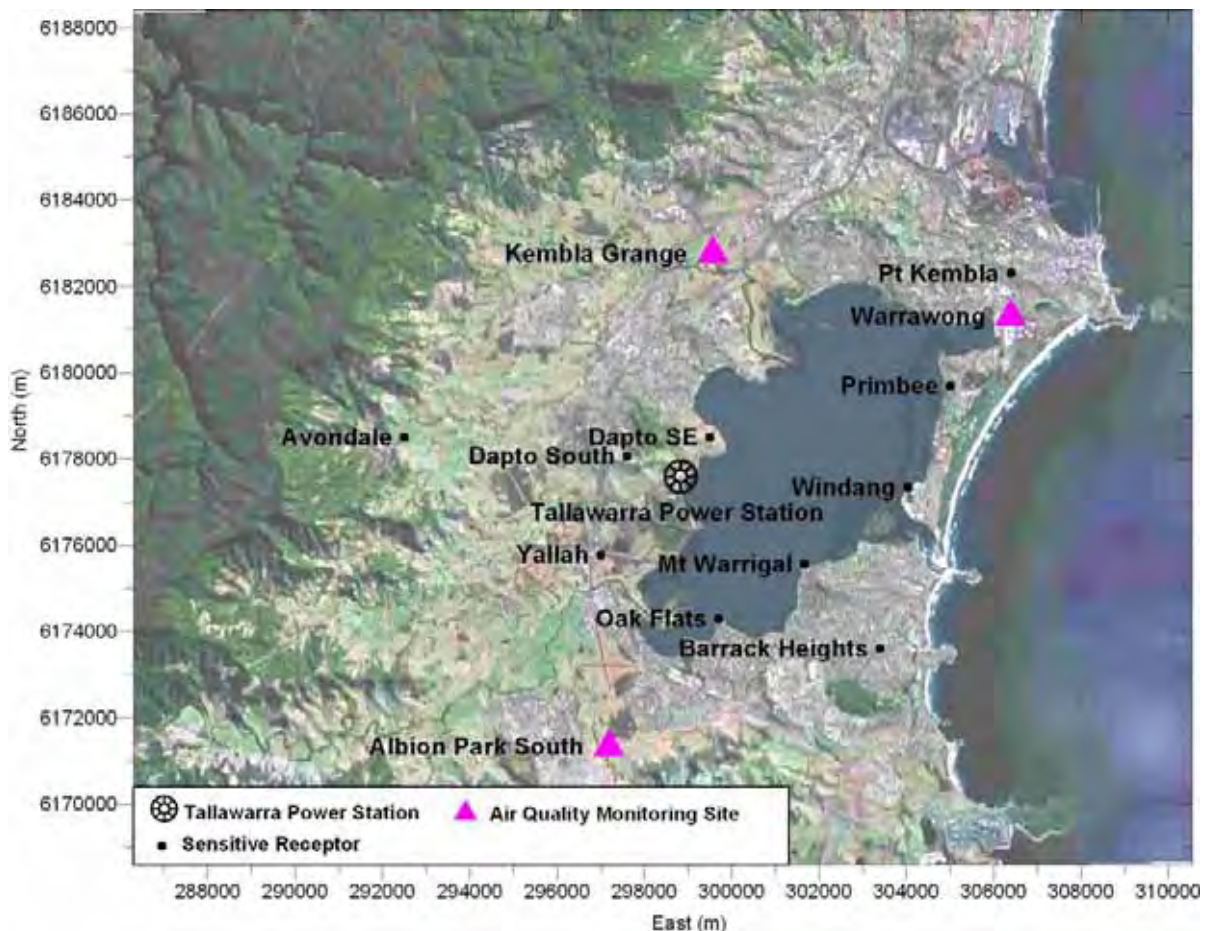 6188000
6186000
6184000
6182000
6180000
6178000
6176000
6174000
6172000
6170000
North (m)
Kembla Grange
Pt Kembla
Warrawong
Primbee
Avondale
Dapto SE
Dapto South
Windang
Tallawarra Power Station
Yallah
Mt Warrigal
Oak Flats
Barrack Heights
Albion Park South
Tallawarra Power Station
Air Quality Monitoring Site
Sensitive Receptor
288000 290000 292000 294000 296000 298000 300000 302000 304000 306000 308000 310000
East (m)